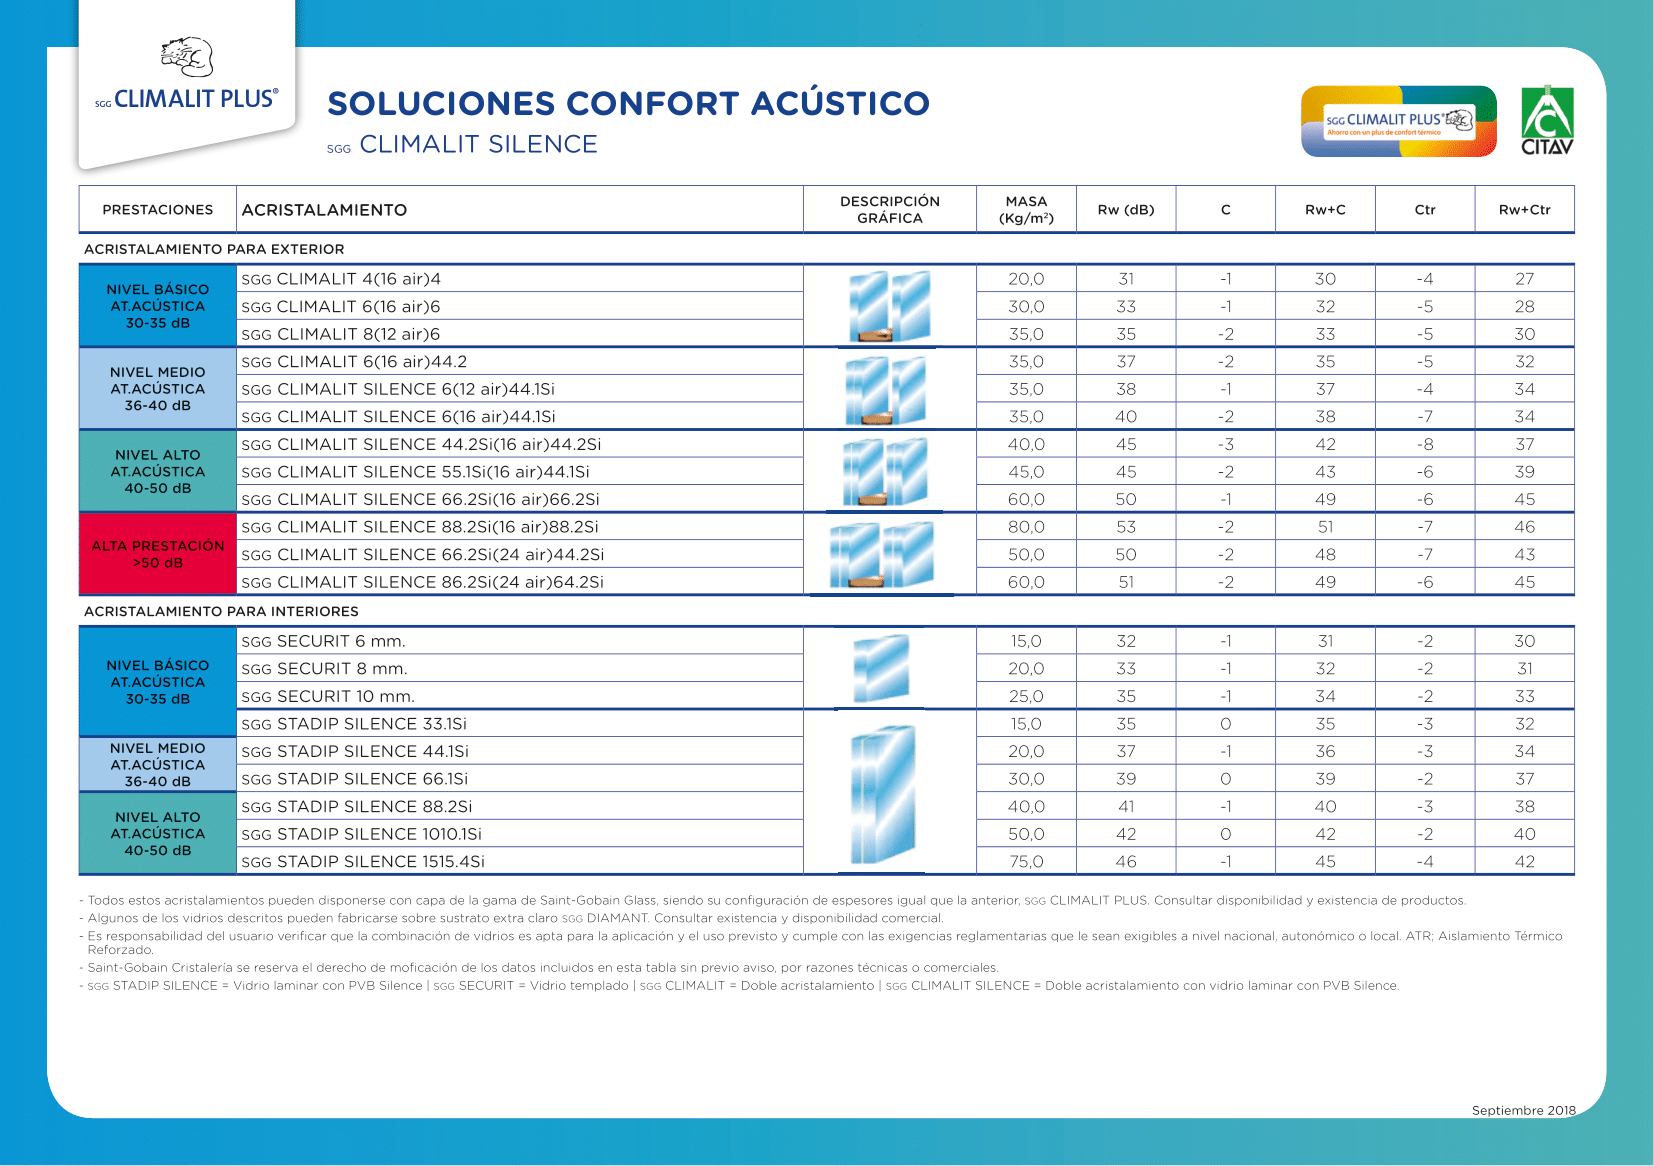 SGG CLIMALIT PLUS®
SOLUCIONES CONFORT ACÚSTICO
SGG CLIMALIT SILENCE
SGG CLIMALIT PLUS®
Ahorro con un plus de confort térmico
CITAV
PRESTACIONES ACRISTALAMIENTO DESCRIPCIÓN GRÁFICA MASA (Kg/m²) Rw (dB) C Rw+C Ctr Rw+Ctr
ACRISTALAMIENTO PARA EXTERIOR
NIVEL BÁSICO
AT.ACÚSTICA
30-35 dB
SGG CLIMALIT 4(16 air)4 20,0 31 -1 30 -4 27
SGG CLIMALIT 6(16 air)6 30,0 33 -1 32 -5 28
SGG CLIMALIT 8(12 air)6 35,0 35 -2 33 -5 30
NIVEL MEDIO
AT.ACÚSTICA
36-40 dB
SGG CLIMALIT 6(16 air)44.2 35,0 37 -2 35 -5 32
SGG CLIMALIT SILENCE 6(12 air)44.1Si 35,0 38 -1 37 -4 34
SGG CLIMALIT SILENCE 6(16 air)44.1Si 35,0 40 -2 38 -7 34
NIVEL ALTO
AT.ACÚSTICA
40-50 dB
SGG CLIMALIT SILENCE 44.2Si(16 air)44.2Si 40,0 45 -3 42 -8 37
SGG CLIMALIT SILENCE 55.1Si(16 air)44.1Si 45,0 45 -2 43 -6 39
SGG CLIMALIT SILENCE 66.2Si(16 air)66.2Si 60,0 50 -1 49 -6 45
ALTA PRESTACIÓN
>50 dB
SGG CLIMALIT SILENCE 88.2Si(16 air)88.2Si 80,0 53 -2 51 -7 46
SGG CLIMALIT SILENCE 66.2Si(24 air)44.2Si 50,0 50 -2 48 -7 43
SGG CLIMALIT SILENCE 86.2Si(24 air)64.2Si 60,0 51 -2 49 -6 45
ACRISTALAMIENTO PARA INTERIORES
NIVEL BÁSICO
AT.ACÚSTICA
30-35 dB
SGG SECURIT 6 mm. 15,0 32 -1 31 -2 30
SGG SECURIT 8 mm. 20,0 33 -1 32 -2 31
SGG SECURIT 10 mm. 25,0 35 -1 34 -2 33
SGG STADIP SILENCE 33.1Si 15,0 35 0 35 -3 32
NIVEL MEDIO
AT.ACÚSTICA
36-40 dB
SGG STADIP SILENCE 44.1Si 20,0 37 -1 36 -3 34
SGG STADIP SILENCE 66.1Si 30,0 39 0 39 -2 37
NIVEL ALTO
AT.ACÚSTICA
40-50 dB
SGG STADIP SILENCE 88.2Si 40,0 41 -1 40 -3 38
SGG STADIP SILENCE 1010.1Si 50,0 42 0 42 -2 40
SGG STADIP SILENCE 1515.4Si 75,0 46 -1 45 -4 42
- Todos estos acristalamientos pueden disponerse con capa de la gama de Saint-Gobain Glass, siendo su configuración de espesores igual que la anterior, SGG CLIMALIT PLUS. Consultar disponibilidad y existencia de productos.
- Algunos de los vidrios descritos pueden fabricarse sobre sustrato extra claro SGG DIAMANT. Consultar existencia y disponibilidad comercial.
- Es responsabilidad del usuario verificar que la combinación de vidrios es apta para la aplicación y el uso previsto y cumple con las exigencias reglamentarias que le sean exigibles a nivel nacional, autonómico o local. ATR; Aislamiento Térmico
Reforzado.
- Saint-Gobain Cristalería se reserva el derecho de moficación de los datos incluidos en esta tabla sin previo aviso, por razones técnicas o comerciales.
- SGG STADIP SILENCE = Vidrio laminar con PVB Silence | SGG SECURIT = Vidrio templado | SGG CLIMALIT = Doble acristalamiento | SGG CLIMALIT SILENCE = Doble acristalamiento con vidrio laminar con PVB Silence.
Septiembre 2018